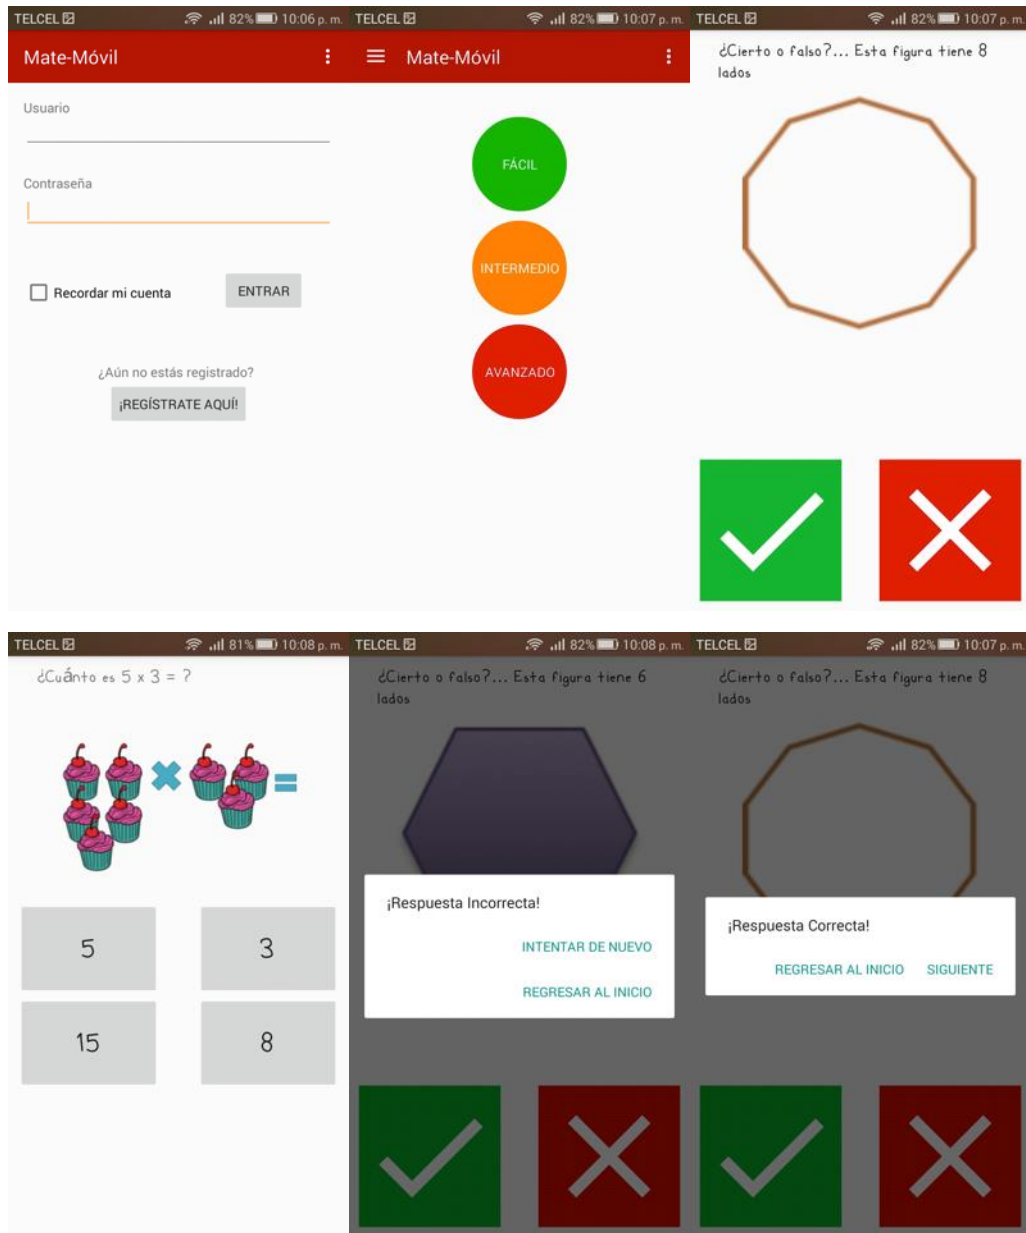 TELCEL 82% 10:06 p. m.
Mate-Móvil
Usuario
Contraseña
Recordar mi cuenta
ENTRAR
¿Aún no estás registrado?
¡REGÍSTRATE AQUÍ!
TELCEL 82% 10:07 p. m.
Mate-Móvil
FÁCIL
INTERMEDIO
AVANZADO
TELCEL 82% 10:07 p. m.
¿Cierto o falso?... Esta figura tiene 8
lados
TELCEL 81% 10:08 p. m.
¿Cuánto es 5 x 3 = ?
5
3
15
8
TELCEL 82% 10:08 p. m.
¿Cierto o falso?... Esta figura tiene 6
lados
¡Respuesta Incorrecta!
INTENTAR DE NUEVO
REGRESAR AL INICIO
TELCEL 82% 10:07 p. m.
¿Cierto o falso?... Esta figura tiene 8
lados
¡Respuesta Correcta!
REGRESAR AL INICIO SIGUIENTE